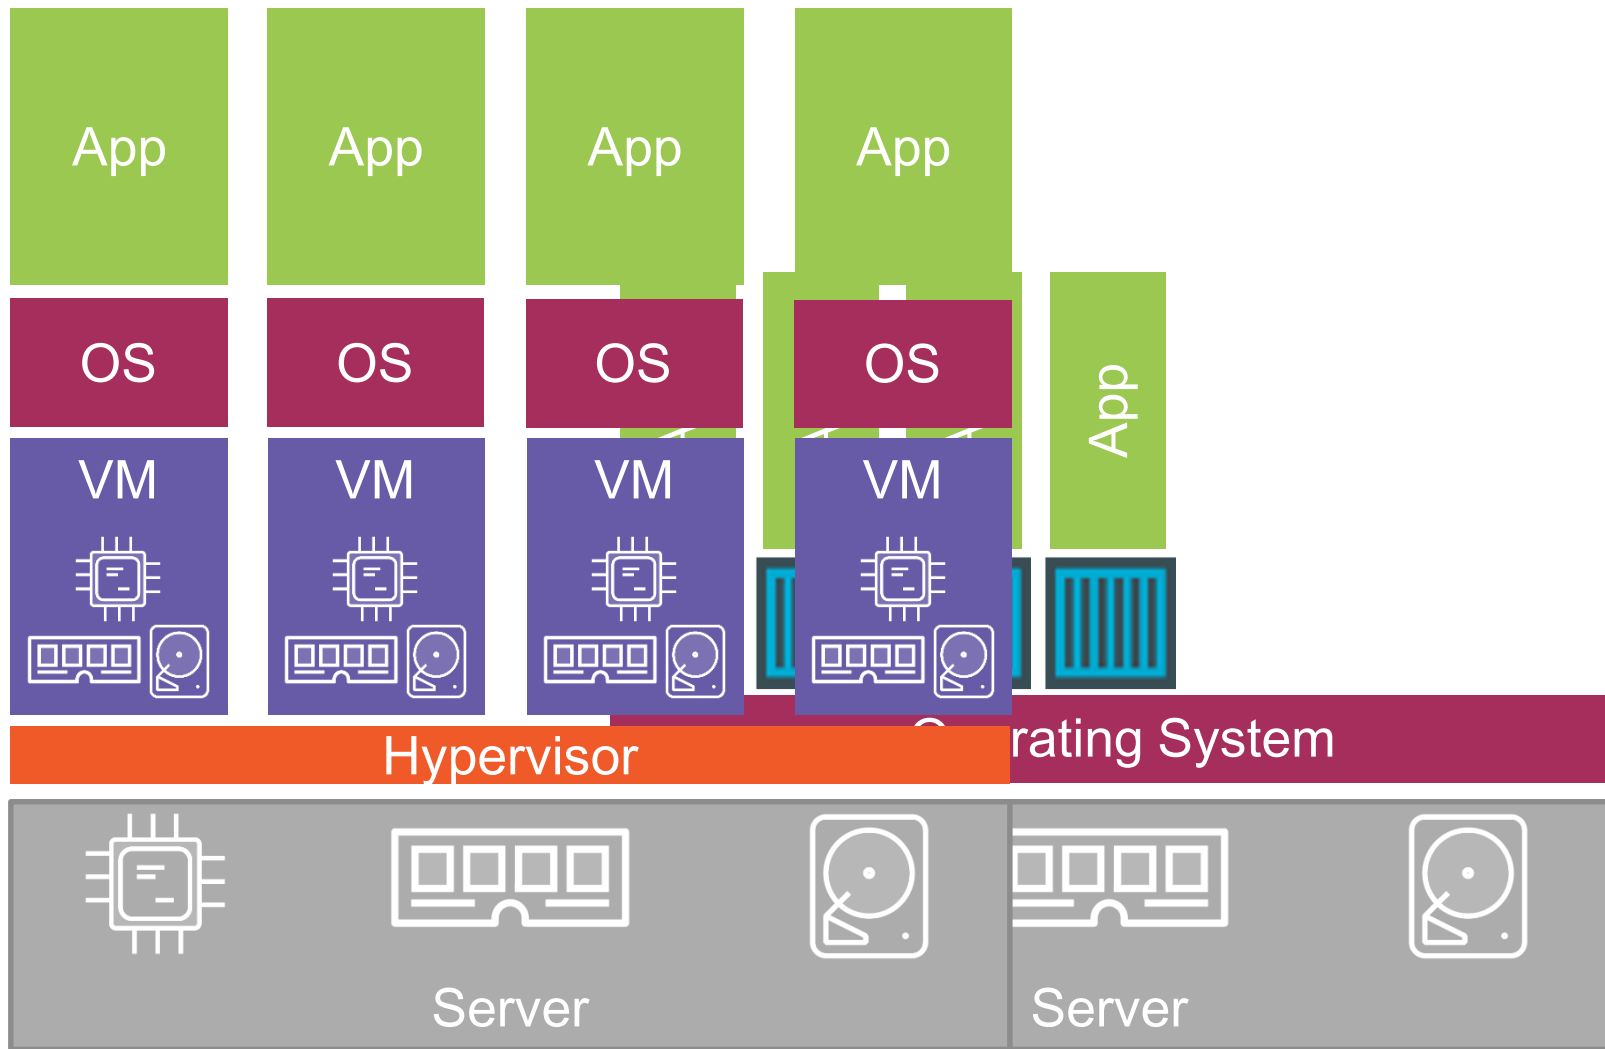 App App App App
OS OS OS OS
App
VM VM VM VM
Hypervisor
rating System
Server Server